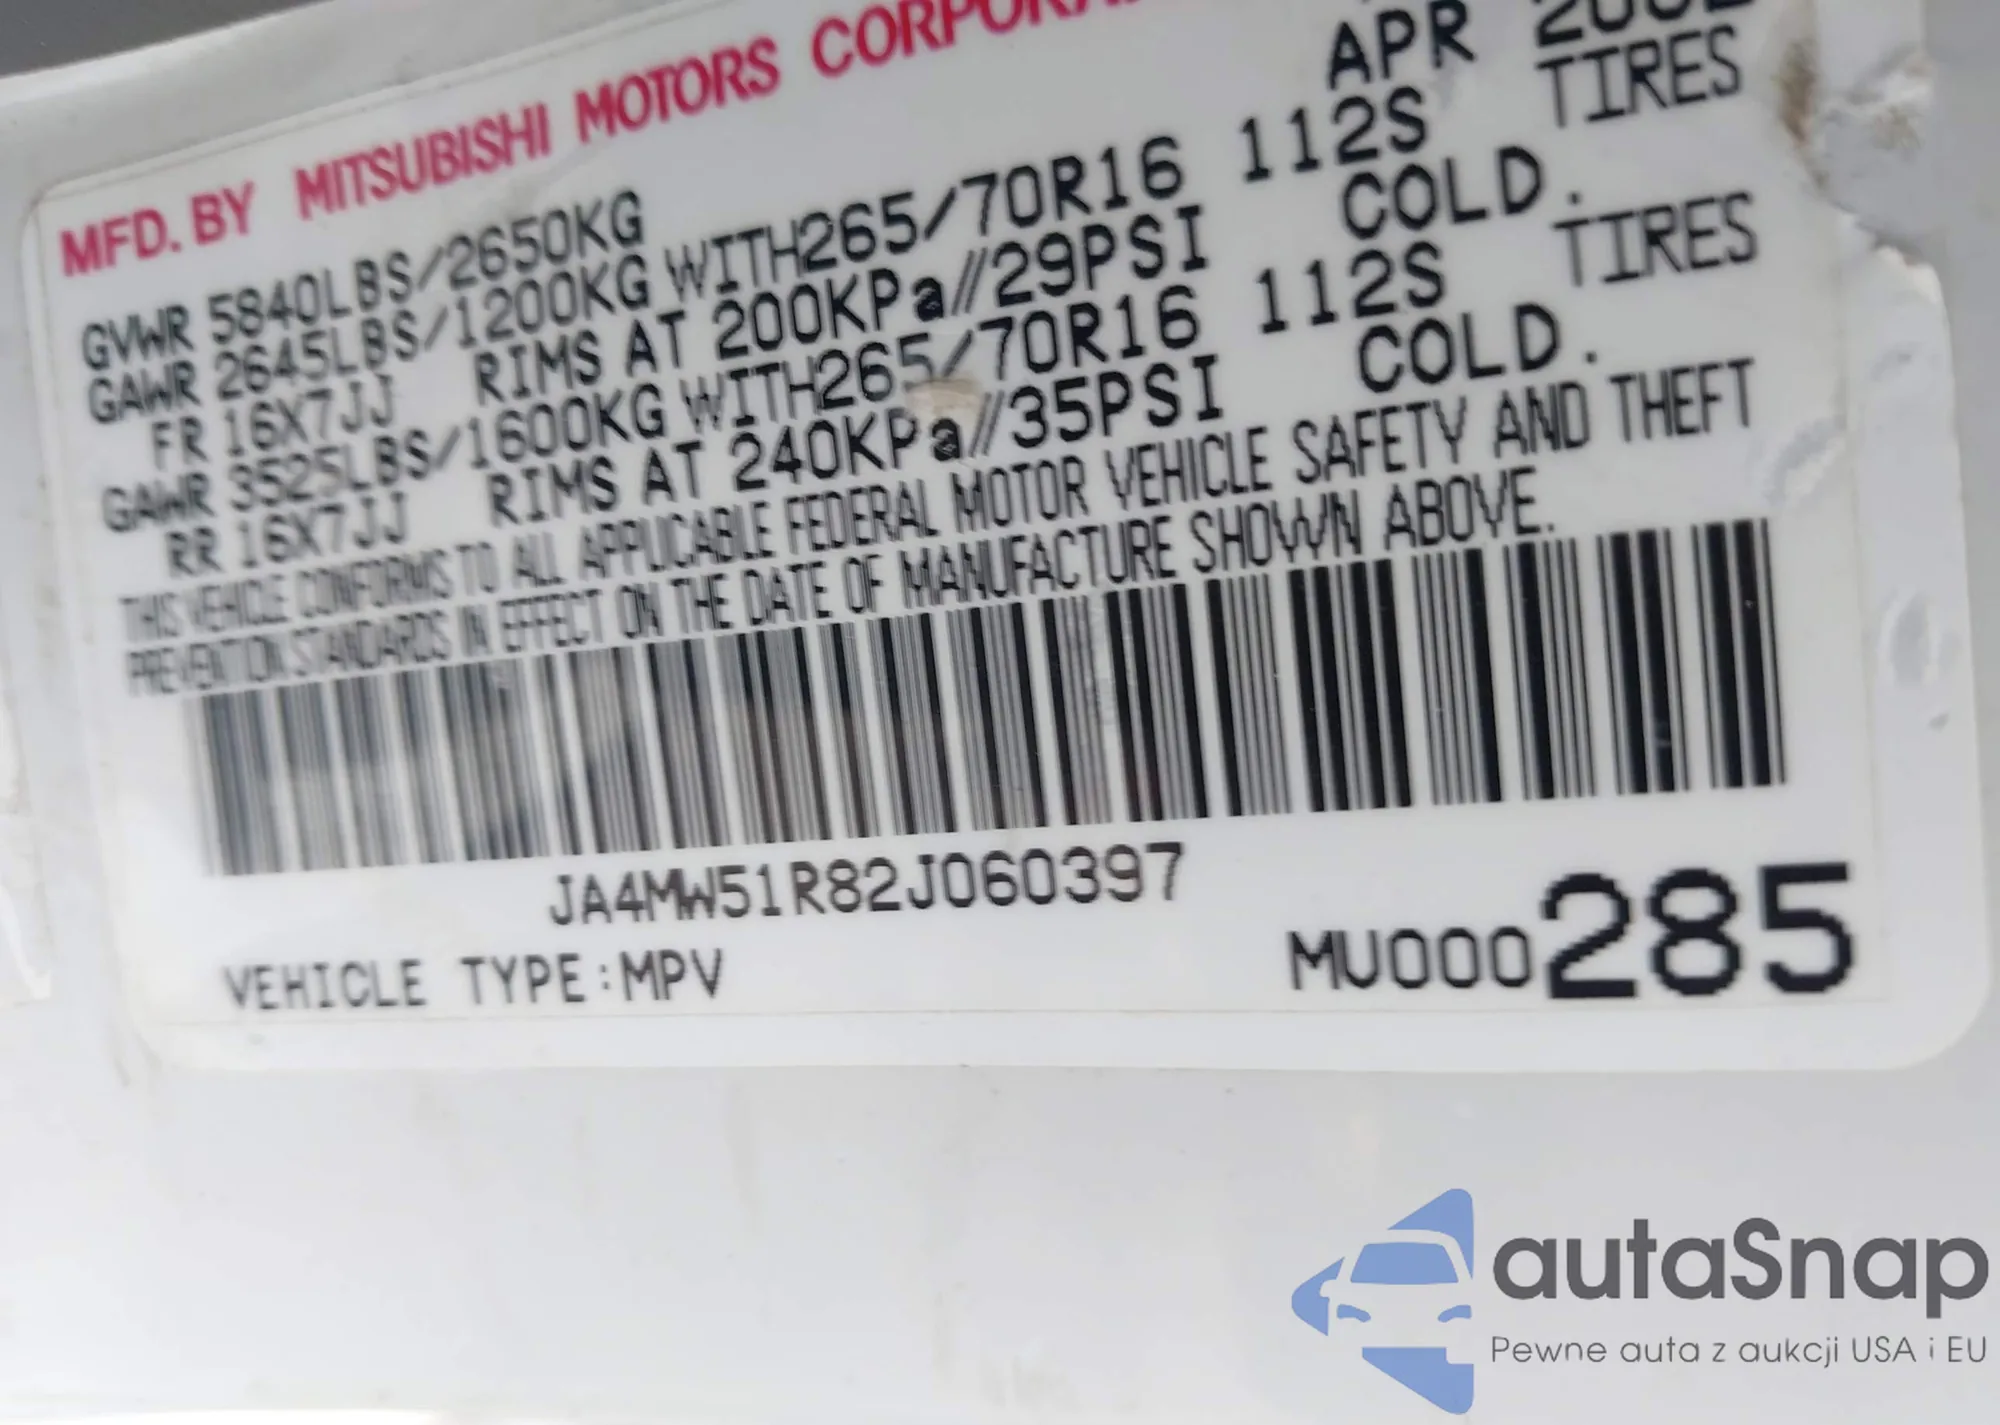 MFD. BY MITSUBISHI MOTORS
APR
GVWR 5840LBS/2650KG
GAWR 2645LBS/1200KG WITH265/70R16 112S TIRES
FR 16X7JJ RIMS AT 200KPa//29PSI COLD.
GAWR 3525LBS/1600KG WITH265/70R16 112S TIRES
RR 16X7JJ RIMS AT 240KPa//35PSI COLD.
THIS VEHICLE CONFORMS TO ALL APPLICABLE FEDERAL MOTOR VEHICLE SAFETY AND THEFT
PREVENTION STANDARDS IN EFFECT ON THE DATE OF MANUFACTURE SHOWN ABOVE.
JA4MW51R82J060397
VEHICLE TYPE:MPV MU000285
autaSnap
Pewne auta z aukcji USA i EU